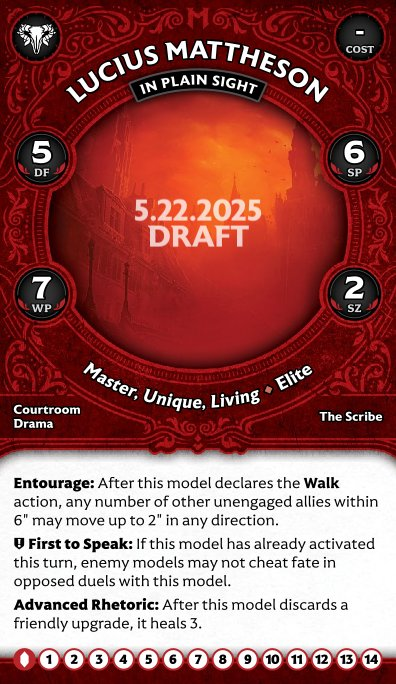 -
COST
LUCIUS MATTHESON
IN PLAIN SIGHT
5
DF
6
SP
5.22.2025
DRAFT
7
WP
2
SZ
Master, Unique, Living ♦ Elite
Courtroom
Drama
The Scribe
Entourage: After this model declares the Walk
action, any number of other unengaged allies within
6" may move up to 2" in any direction.
First to Speak: If this model has already activated
this turn, enemy models may not cheat fate in
opposed duels with this model.
Advanced Rhetoric: After this model discards a
friendly upgrade, it heals 3.
1 2 3 4 5 6 7 8 9 10 11 12 13 14